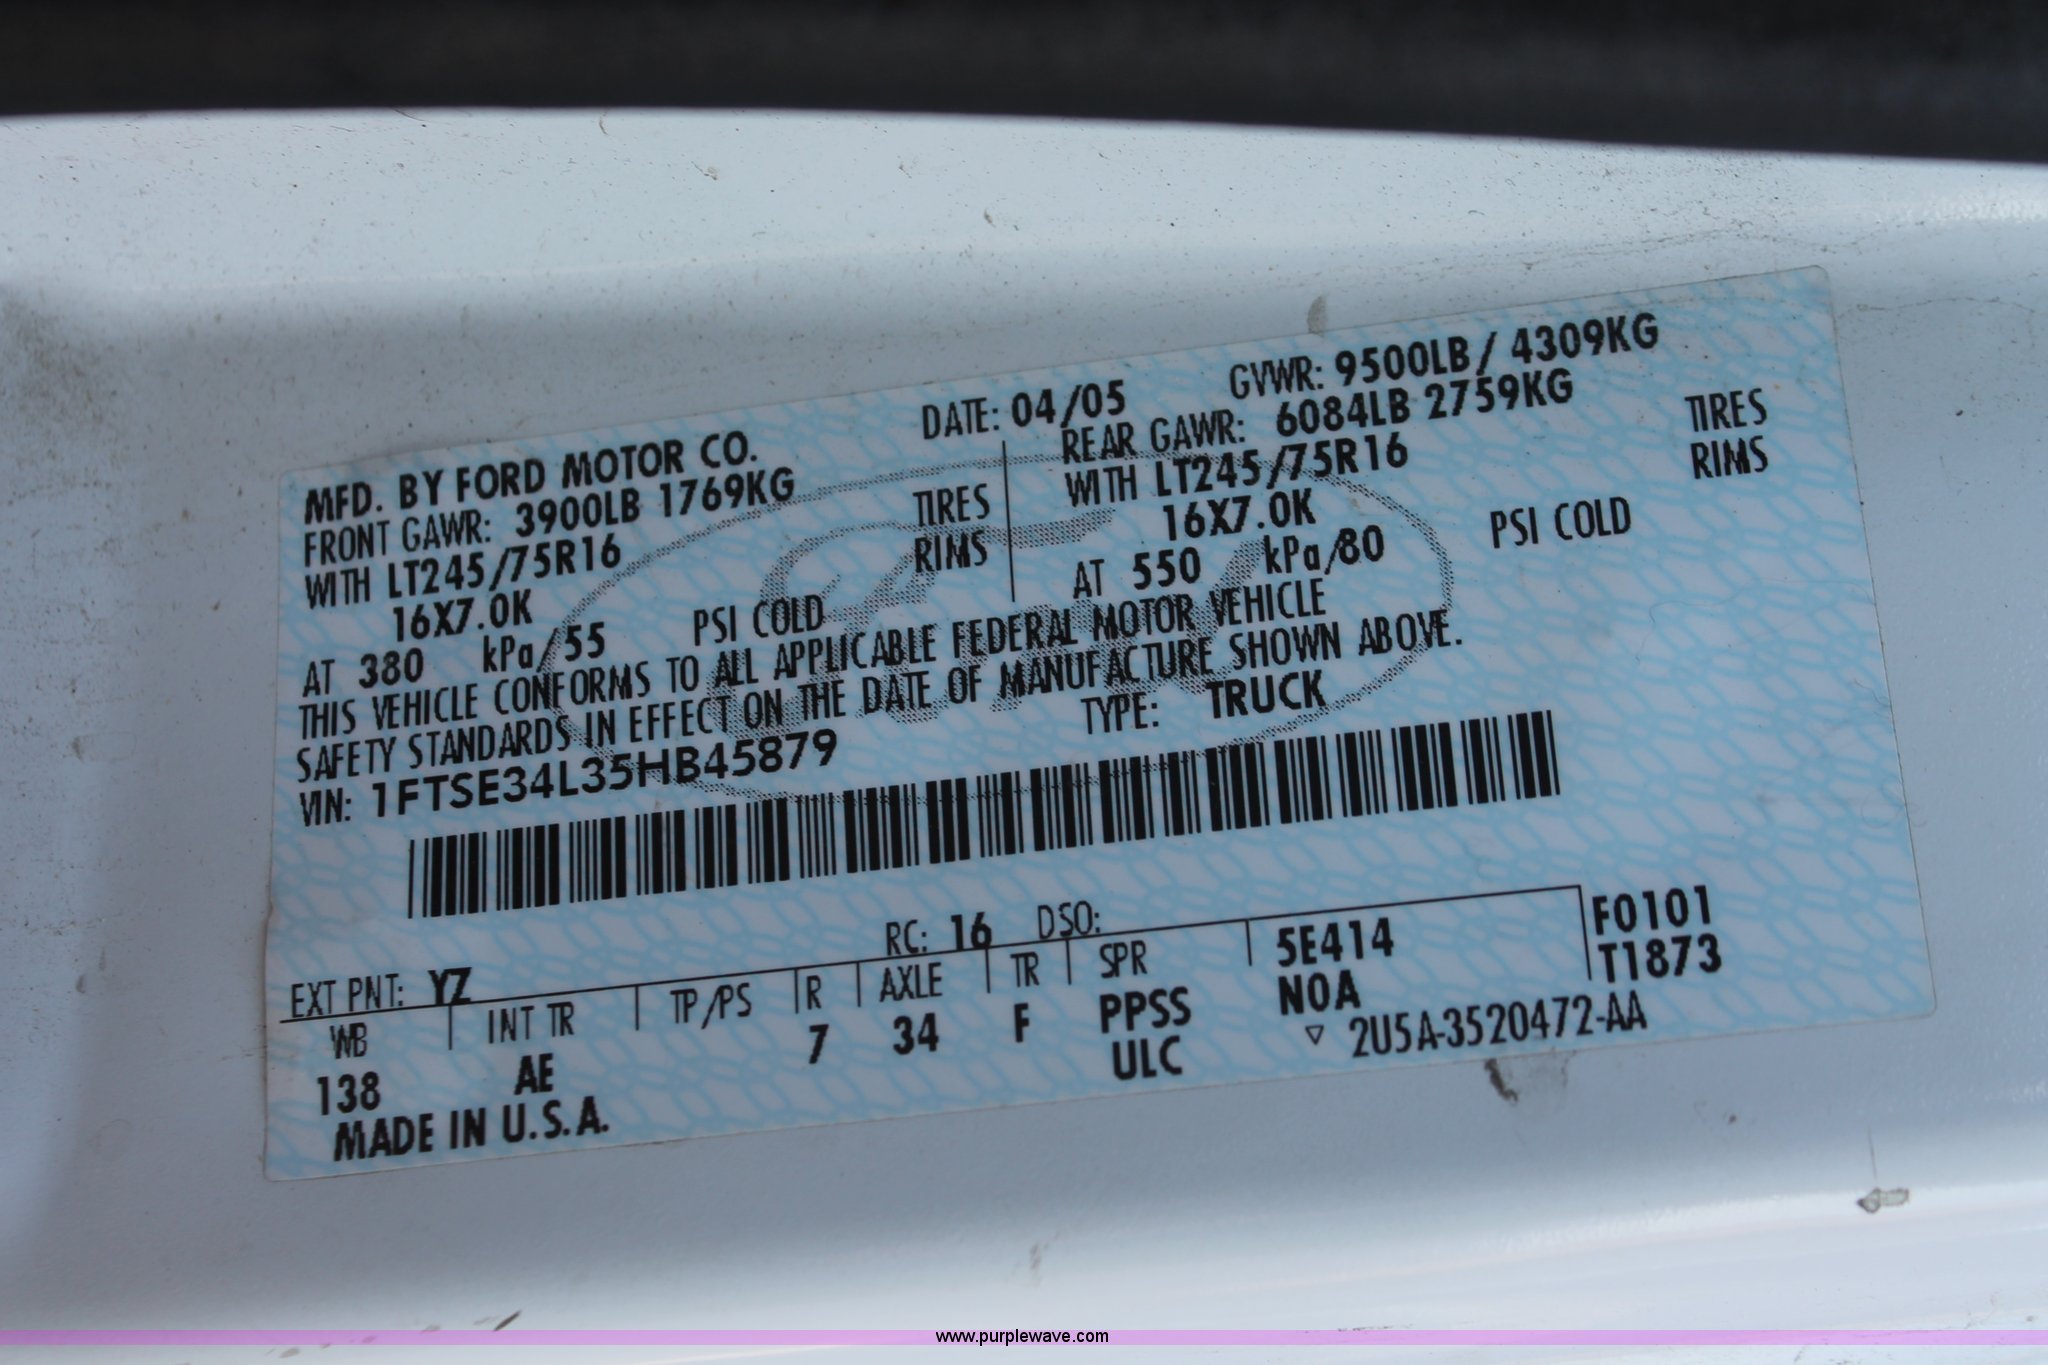 MFD. BY FORD MOTOR CO. DATE: 04/05 GVWR: 9500LB/ 4309KG
FRONT GAWR: 3900LB 1769KG REAR GAWR: 6084LB 2759KG
WITH LT245/75R16 TIRES WITH LT245/75R16 TIRES
16X7.0K RIMS 16X7.0K RIMS
AT 380 kPa/55 PSI COLD AT 550 kPa/80 PSI COLD
THIS VEHICLE CONFORMS TO ALL APPLICABLE FEDERAL MOTOR VEHICLE
SAFETY STANDARDS IN EFFECT ON THE DATE OF MANUFACTURE SHOWN ABOVE.
VIN: 1FTSE34L35HB45879 TYPE: TRUCK
EXT PNT: YZ RC: 16 DSO: F0101
WB INT TR TP/PS R AXLE TR SPR 5E414 T1873
138 AE 7 34 F PPSS N0A
ULC ▽ 2U5A-3520472-AA
MADE IN U.S.A.
www.purplewave.com